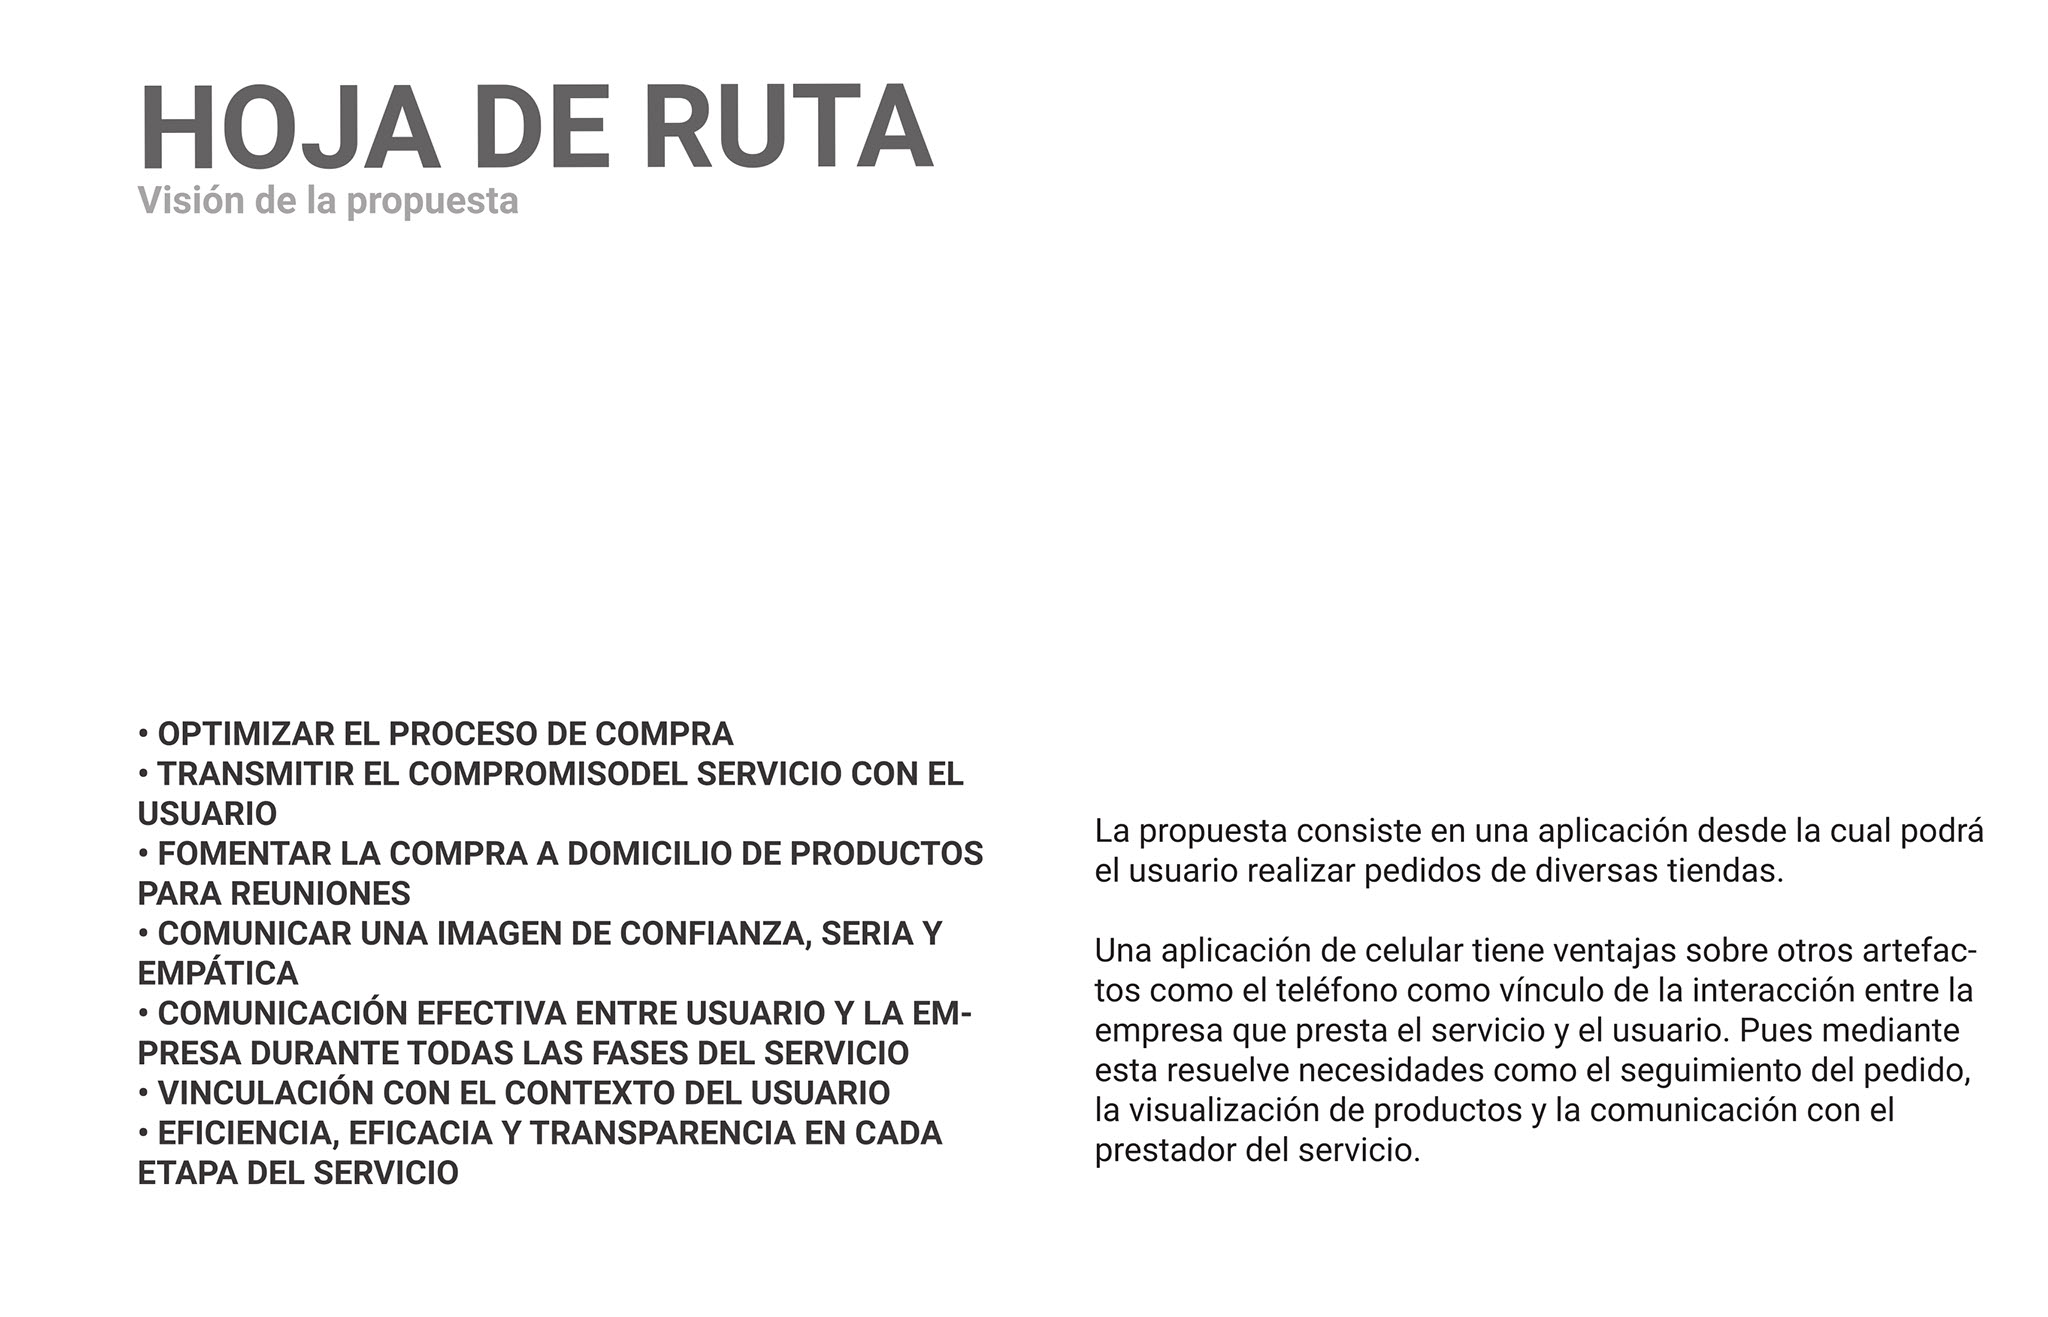 HOJA DE RUTA
Visión de la propuesta
• OPTIMIZAR EL PROCESO DE COMPRA
• TRANSMITIR EL COMPROMISODEL SERVICIO CON EL
USUARIO
• FOMENTAR LA COMPRA A DOMICILIO DE PRODUCTOS
PARA REUNIONES
• COMUNICAR UNA IMAGEN DE CONFIANZA, SERIA Y
EMPÁTICA
• COMUNICACIÓN EFECTIVA ENTRE USUARIO Y LA EM-
PRESA DURANTE TODAS LAS FASES DEL SERVICIO
• VINCULACIÓN CON EL CONTEXTO DEL USUARIO
• EFICIENCIA, EFICACIA Y TRANSPARENCIA EN CADA
ETAPA DEL SERVICIO
La propuesta consiste en una aplicación desde la cual podrá
el usuario realizar pedidos de diversas tiendas.
Una aplicación de celular tiene ventajas sobre otros artefac-
tos como el teléfono como vínculo de la interacción entre la
empresa que presta el servicio y el usuario. Pues mediante
esta resuelve necesidades como el seguimiento del pedido,
la visualización de productos y la comunicación con el
prestador del servicio.